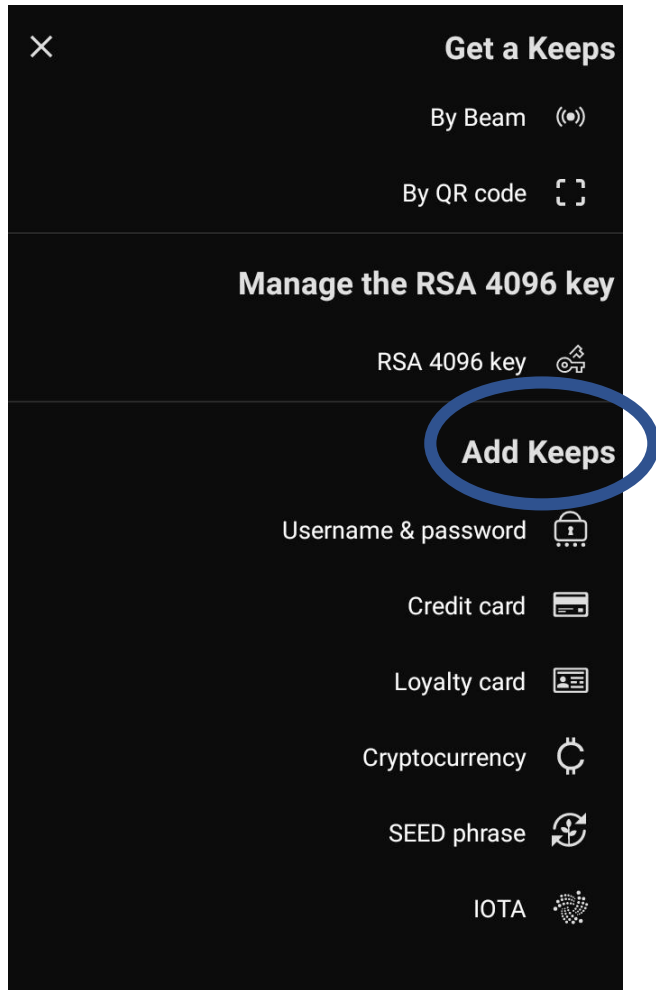 Get a Keeps
By Beam
By QR code
Manage the RSA 4096 key
RSA 4096 key
Add Keeps
Username & password
Credit card
Loyalty card
Cryptocurrency
SEED phrase
IOTA